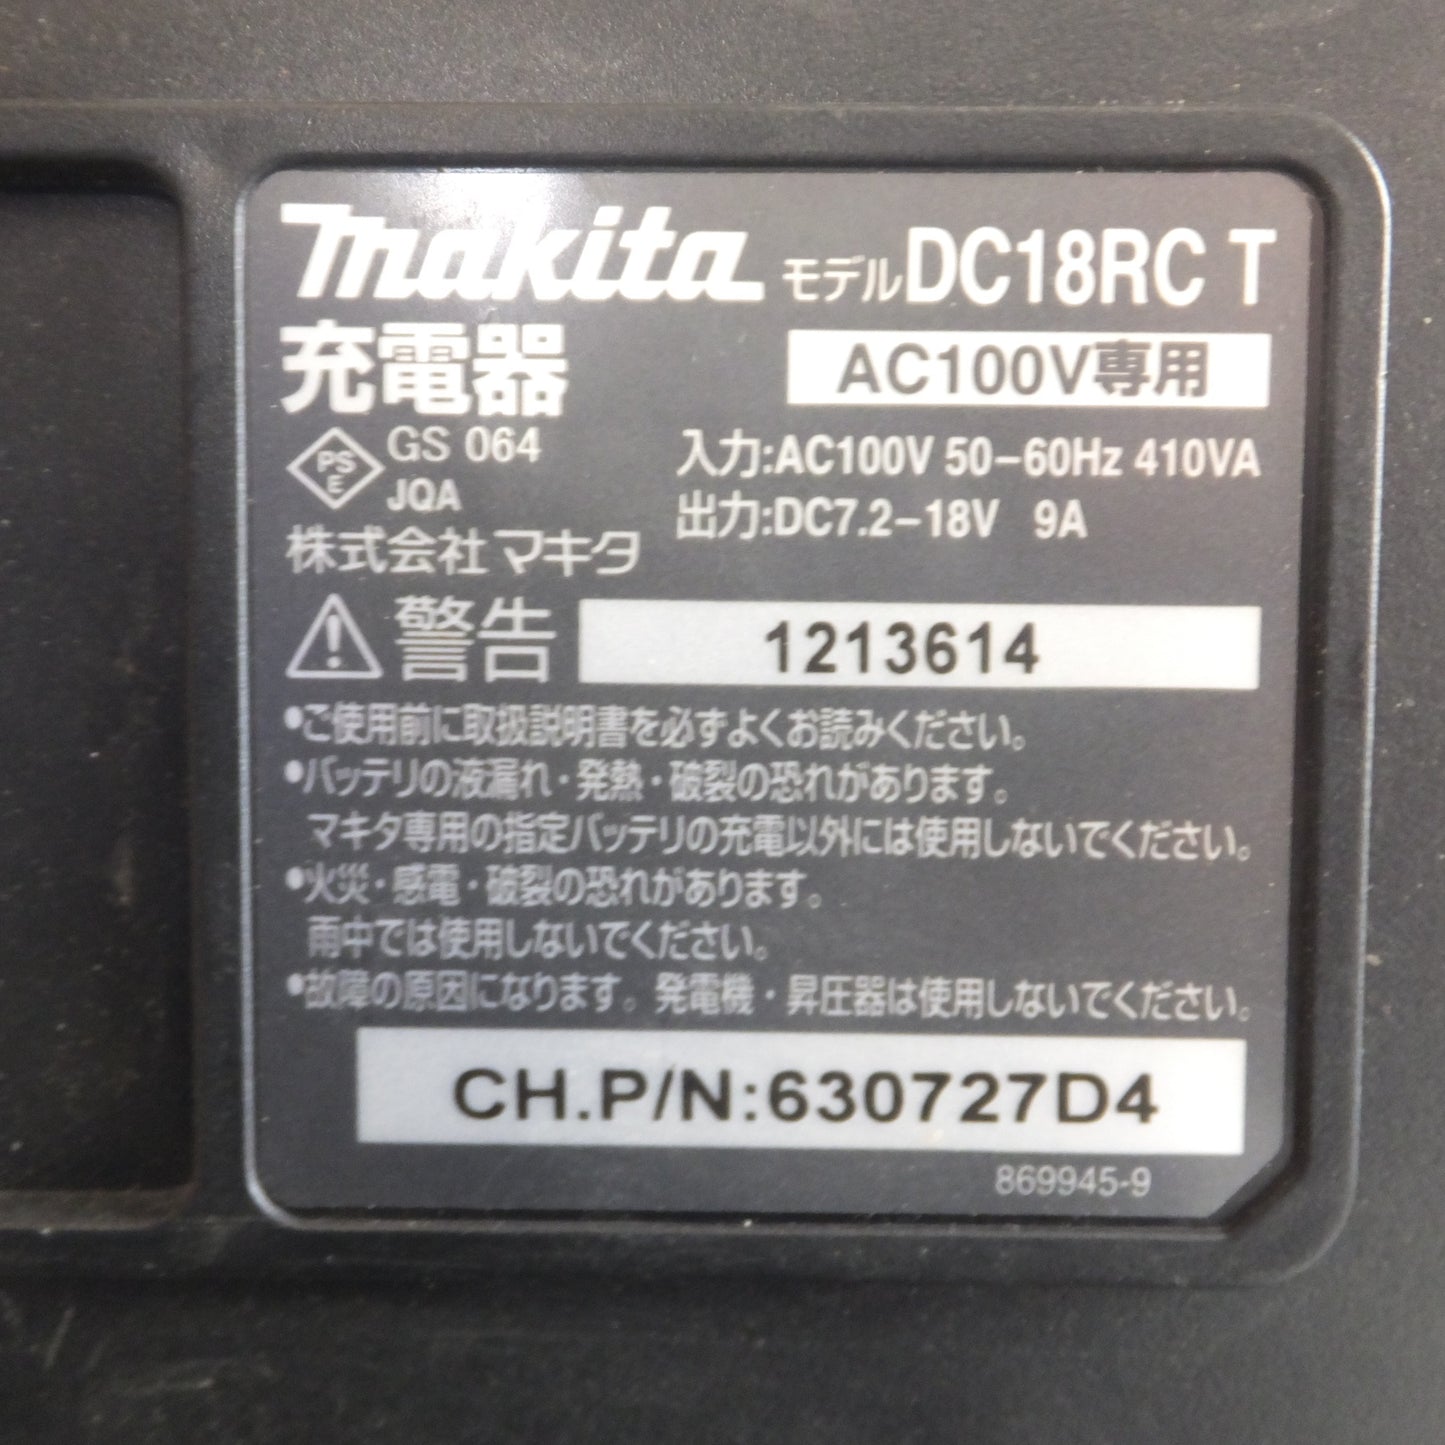 makita モデル DC18RC T
充電器 AC100V専用
PS
E
GS 064
JQA
入力:AC100V 50-60Hz 410VA
出力:DC7.2-18V 9A
株式会社マキタ
警告 1213614
•ご使用前に取扱説明書を必ずよくお読みください。
•バッテリの液漏れ・発熱・破裂の恐れがあります。
マキタ専用の指定バッテリの充電以外には使用しないでください。
•火災・感電・破裂の恐れがあります。
雨中では使用しないでください。
•故障の原因になります。発電機・昇圧器は使用しないでください。
CH.P/N:630727D4
869945-9